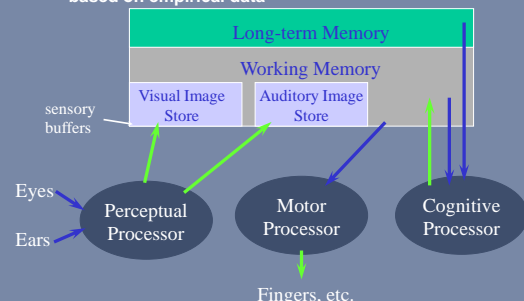 based on empirical data
Long-term Memory
Working Memory
Visual Image
Store
Auditory Image
Store
sensory
buffers
Eyes
Ears
Perceptual
Processor
Motor
Processor
Cognitive
Processor
Fingers, etc.